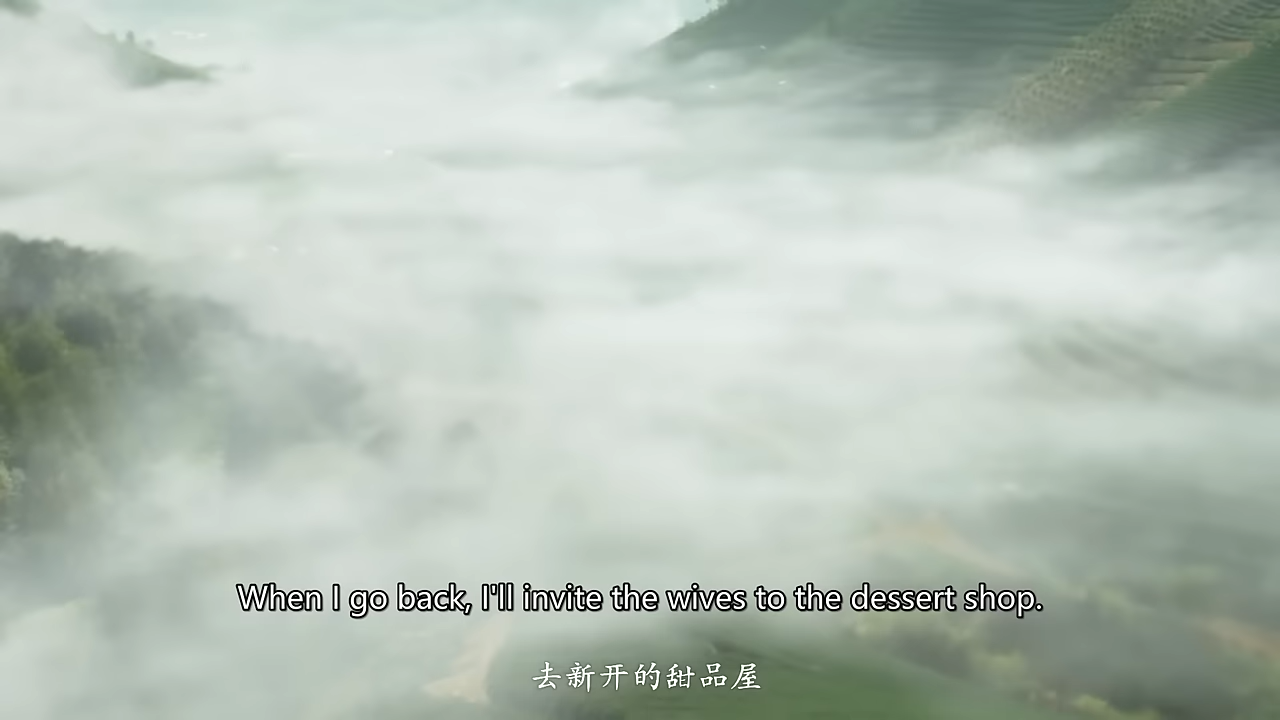 When I go back, I'll invite the wives to the dessert shop.
去新开的甜品屋